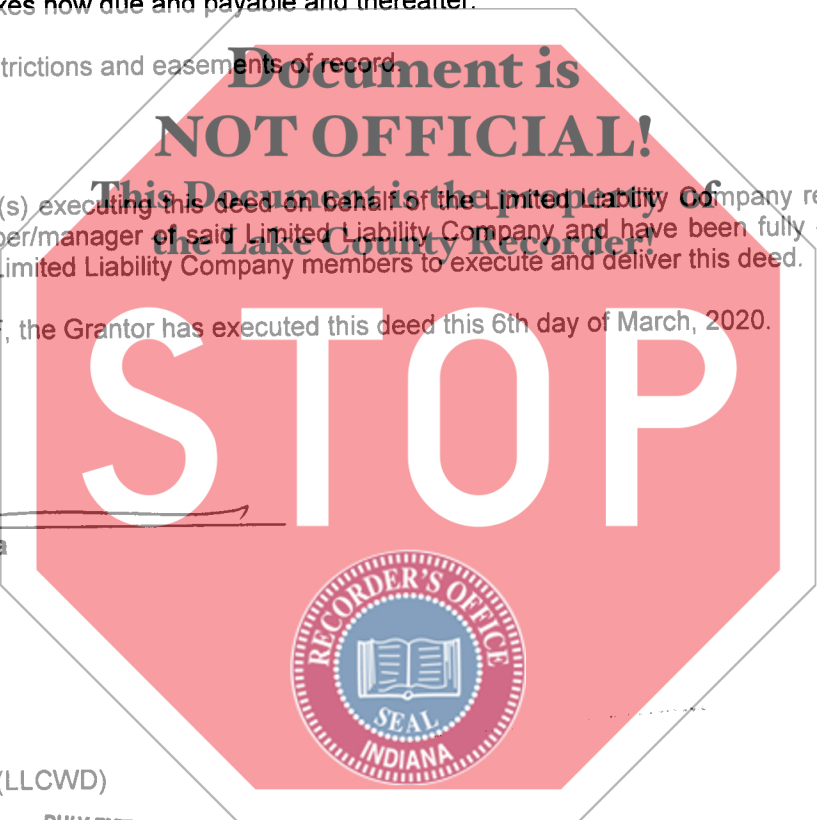 xes now due and payable and thereafter.
Document is
strictions and easements of record.
NOT OFFICIAL!
This Document is the property of
(s) executing this deed on behalf of the Limited Liability Company re
ber/manager of said Limited Liability Company and have been fully
the Lake County Recorder!
Limited Liability Company members to execute and deliver this deed.
, the Grantor has executed this deed this 6th day of March, 2020.
STOP
RECORDER'S OFFICE
SEAL
INDIANA
(LLCWD)